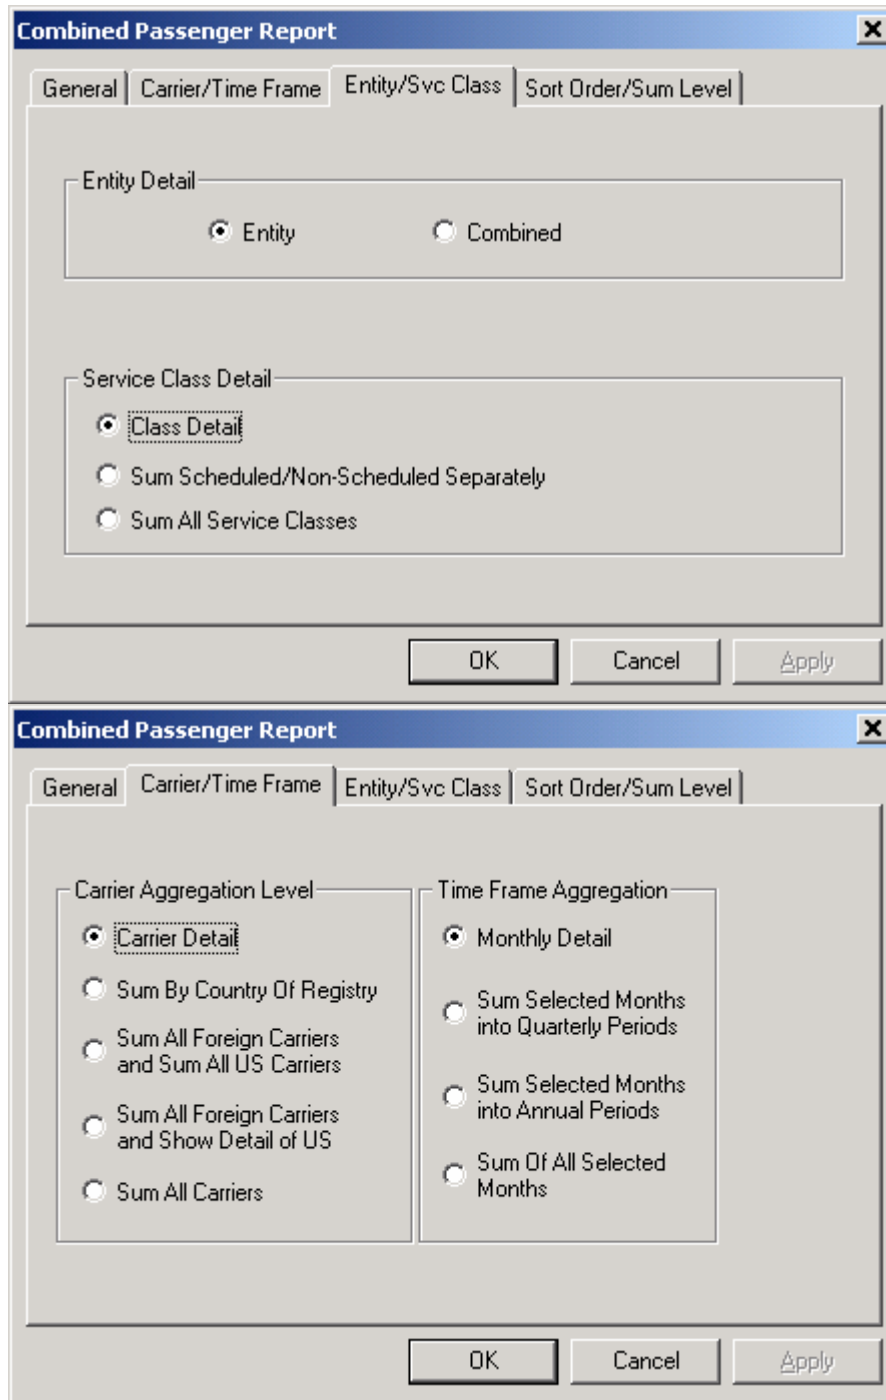 Combined Passenger Report
General Carrier/Time Frame Entity/Svc Class Sort Order/Sum Level
Entity Detail
Entity Combined
Service Class Detail
Class Detail
Sum Scheduled/Non-Scheduled Separately
Sum All Service Classes
OK Cancel Apply
Combined Passenger Report
General Carrier/Time Frame Entity/Svc Class Sort Order/Sum Level
Carrier Aggregation Level
Carrier Detail
Sum By Country Of Registry
Sum All Foreign Carriers
and Sum All US Carriers
Sum All Foreign Carriers
and Show Detail of US
Sum All Carriers
Time Frame Aggregation
Monthly Detail
Sum Selected Months
into Quarterly Periods
Sum Selected Months
into Annual Periods
Sum Of All Selected
Months
OK Cancel Apply